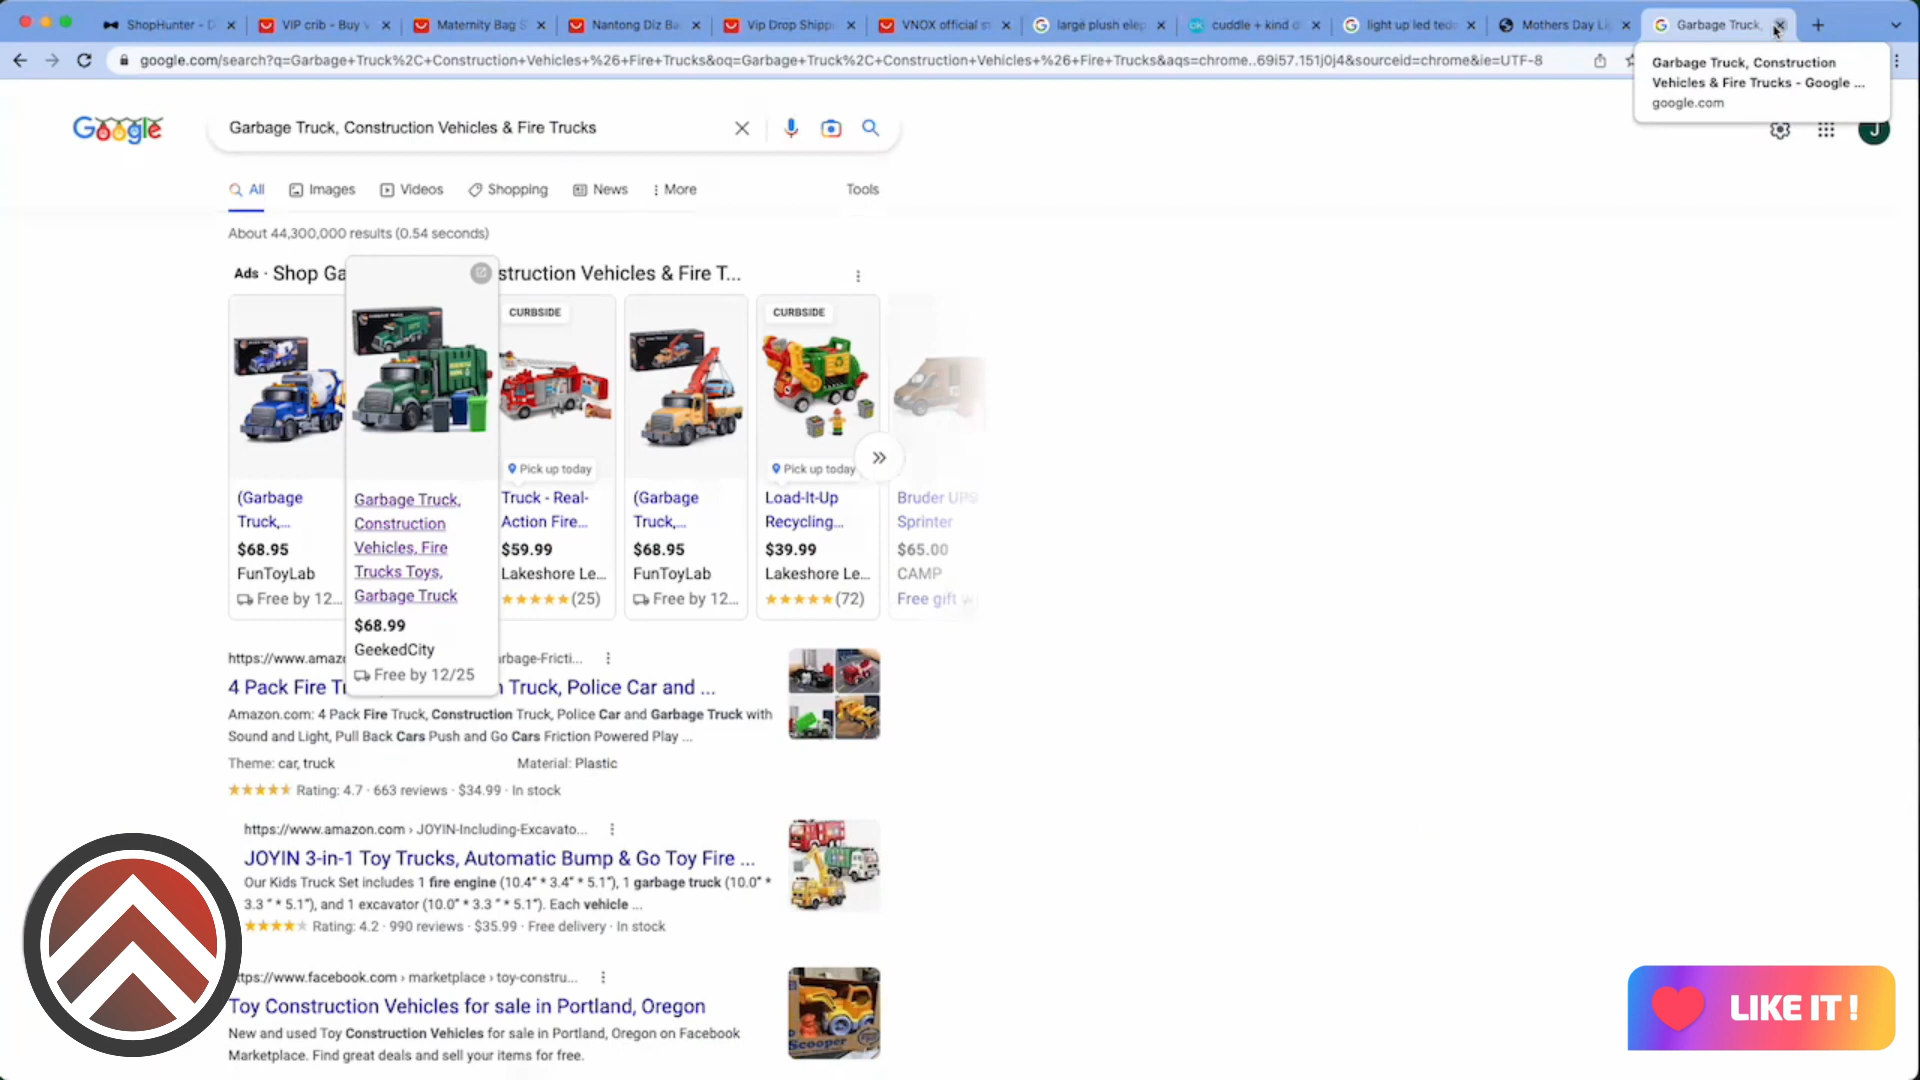 ShopHunter - D
VIP crib - Buy v
Maternity Bag S
Nantong Diz Ba
Vip Drop Shipp
VNOX official st
large plush elep
cuddle + kind d
light up led tedd
Mothers Day Li
Garbage Truck,
google.com/search?q=Garbage+Truck%2C+Construction+Vehicles+%26+Fire+Trucks&oq=Garbage+Truck%2C+Construction+Vehicles+%26+Fire+Trucks&aqs=chrome..69i57.151j0j4&sourceid=chrome&ie=UTF-8
Garbage Truck, Construction
Vehicles & Fire Trucks - Google ...
google.com
Google
Garbage Truck, Construction Vehicles & Fire Trucks
J
All
Images
Videos
Shopping
News
More
Tools
About 44,300,000 results (0.54 seconds)
Ads · Shop Ga
struction Vehicles & Fire T...
(Garbage
Truck,...
$68.95
FunToyLab
Free by 12...
Garbage Truck,
Construction
Vehicles, Fire
Trucks Toys,
Garbage Truck
$68.99
GeekedCity
Free by 12/25
CURBSIDE
Pick up today
Truck - Real-
Action Fire...
$59.99
Lakeshore Le...
(25)
(Garbage
Truck,...
$68.95
FunToyLab
Free by 12...
CURBSIDE
Pick up today
Load-It-Up
Recycling...
$39.99
Lakeshore Le...
(72)
Bruder UPS
Sprinter
$65.00
CAMP
Free gift w
https://www.amaz
rbage-Fricti...
4 Pack Fire T
n Truck, Police Car and ...
Amazon.com: 4 Pack Fire Truck, Construction Truck, Police Car and Garbage Truck with
Sound and Light, Pull Back Cars Push and Go Cars Friction Powered Play ...
Theme: car, truck
Material: Plastic
Rating: 4.7 · 663 reviews · $34.99 · In stock
https://www.amazon.com › JOYIN-Including-Excavato...
JOYIN 3-in-1 Toy Trucks, Automatic Bump & Go Toy Fire ...
Our Kids Truck Set includes 1 fire engine (10.4” * 3.4” * 5.1”), 1 garbage truck (10.0” *
3.3 “ * 5.1”), and 1 excavator (10.0” * 3.3 “ * 5.1”). Each vehicle ...
Rating: 4.2 · 990 reviews · $35.99 · Free delivery · In stock
ttps://www.facebook.com › marketplace › toy-constru...
Toy Construction Vehicles for sale in Portland, Oregon
New and used Toy Construction Vehicles for sale in Portland, Oregon on Facebook
Marketplace. Find great deals and sell your items for free.
Scooper
LIKE IT !